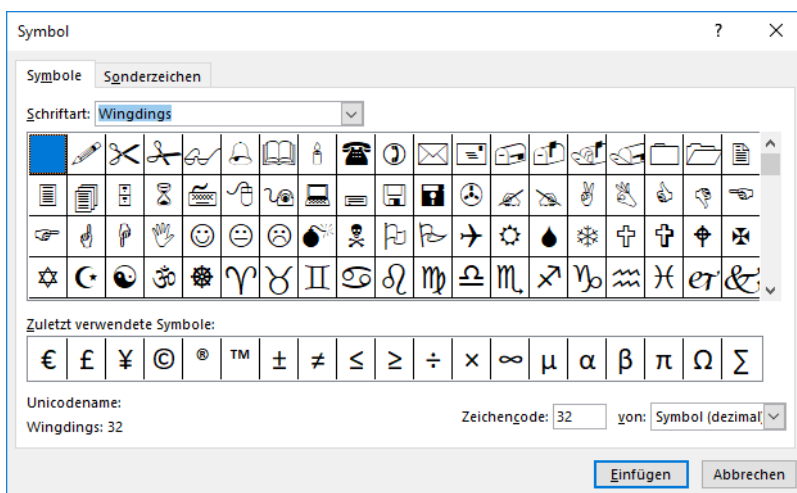 Symbol
?
Symbole Sonderzeichen
Schriftart: Wingdings
Zuletzt verwendete Symbole:
€ £ ¥ © ® ™ ± ≠ ≤ ≥ ÷ × ∞ µ α β π Ω ∑
Unicodename:
Wingdings: 32
Zeichencode: 32 von: Symbol (dezimal)
Einfügen Abbrechen